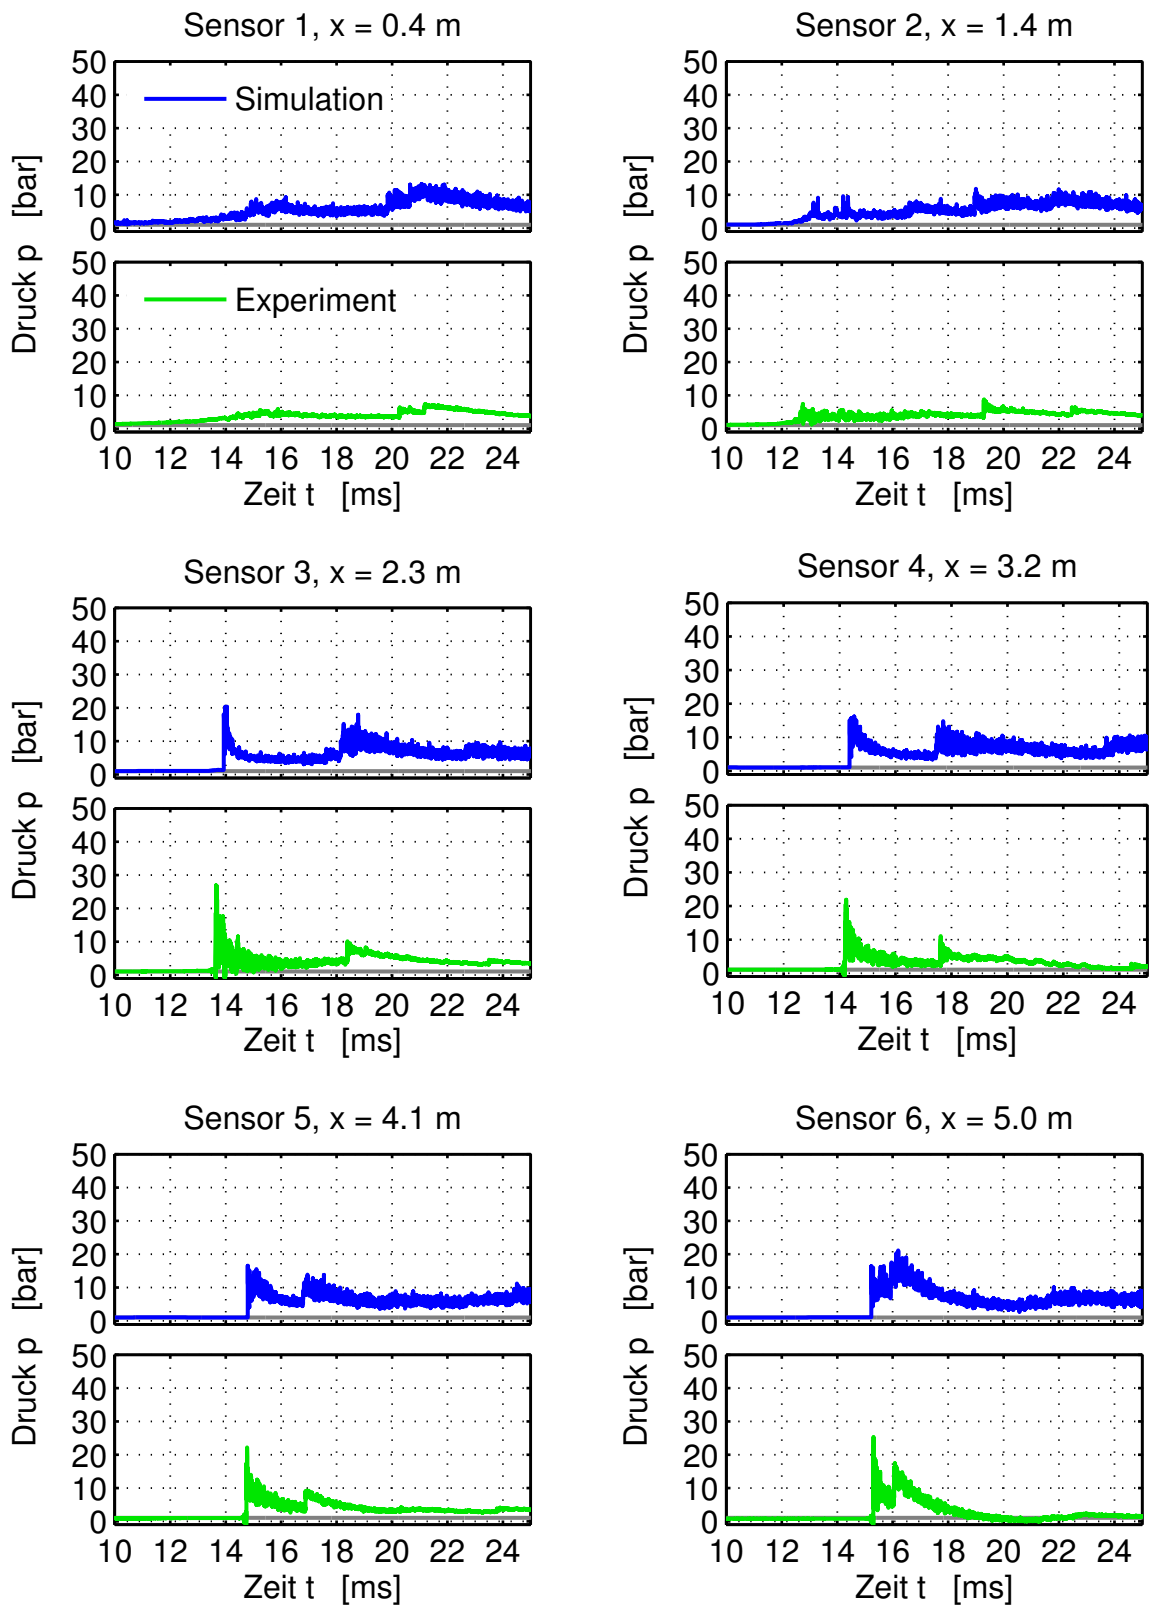 Sensor 1, x = 0.4 m
50
40
30
20
10
0
Simulation
50
40
30
20
10
0
Experiment
10 12 14 16 18 20 22 24
Zeit t [ms]
Druck p [bar]
Sensor 2, x = 1.4 m
50
40
30
20
10
0
50
40
30
20
10
0
10 12 14 16 18 20 22 24
Zeit t [ms]
Druck p [bar]
Sensor 3, x = 2.3 m
50
40
30
20
10
0
50
40
30
20
10
0
10 12 14 16 18 20 22 24
Zeit t [ms]
Druck p [bar]
Sensor 4, x = 3.2 m
50
40
30
20
10
0
50
40
30
20
10
0
10 12 14 16 18 20 22 24
Zeit t [ms]
Druck p [bar]
Sensor 5, x = 4.1 m
50
40
30
20
10
0
50
40
30
20
10
0
10 12 14 16 18 20 22 24
Zeit t [ms]
Druck p [bar]
Sensor 6, x = 5.0 m
50
40
30
20
10
0
50
40
30
20
10
0
10 12 14 16 18 20 22 24
Zeit t [ms]
Druck p [bar]